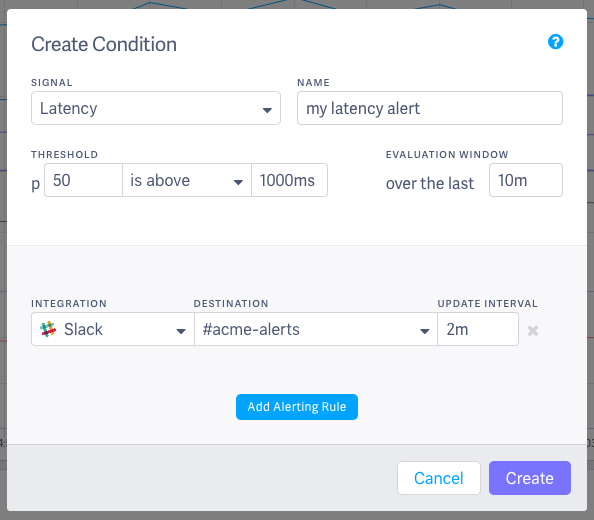 Create Condition
?
SIGNAL NAME
Latency my latency alert
THRESHOLD EVALUATION WINDOW
p 50 is above 1000ms over the last 10m
INTEGRATION DESTINATION UPDATE INTERVAL
Slack #acme-alerts 2m
Add Alerting Rule
Cancel Create